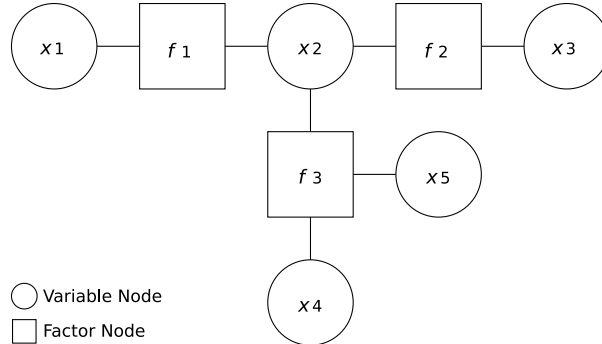 x1 f1 x2 f2 x3
f3 x5
x4
Variable Node
Factor Node